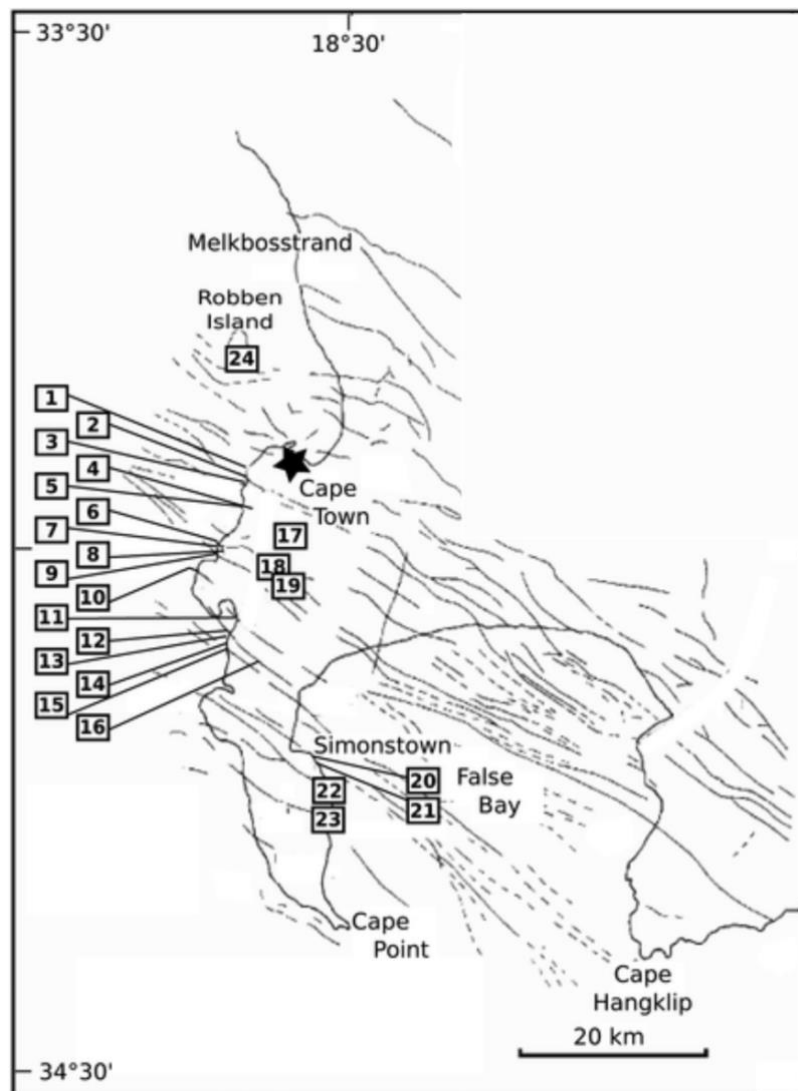 33°30'
18°30'
Melkbosstrand
Robben
Island
24
1
2
3
4
5
Cape
Town
6
7
17
8
18
9
19
10
11
12
13
14
15
16
Simonstown
20
False
Bay
22
21
23
Cape
Point
Cape
Hangklip
20 km
34°30'